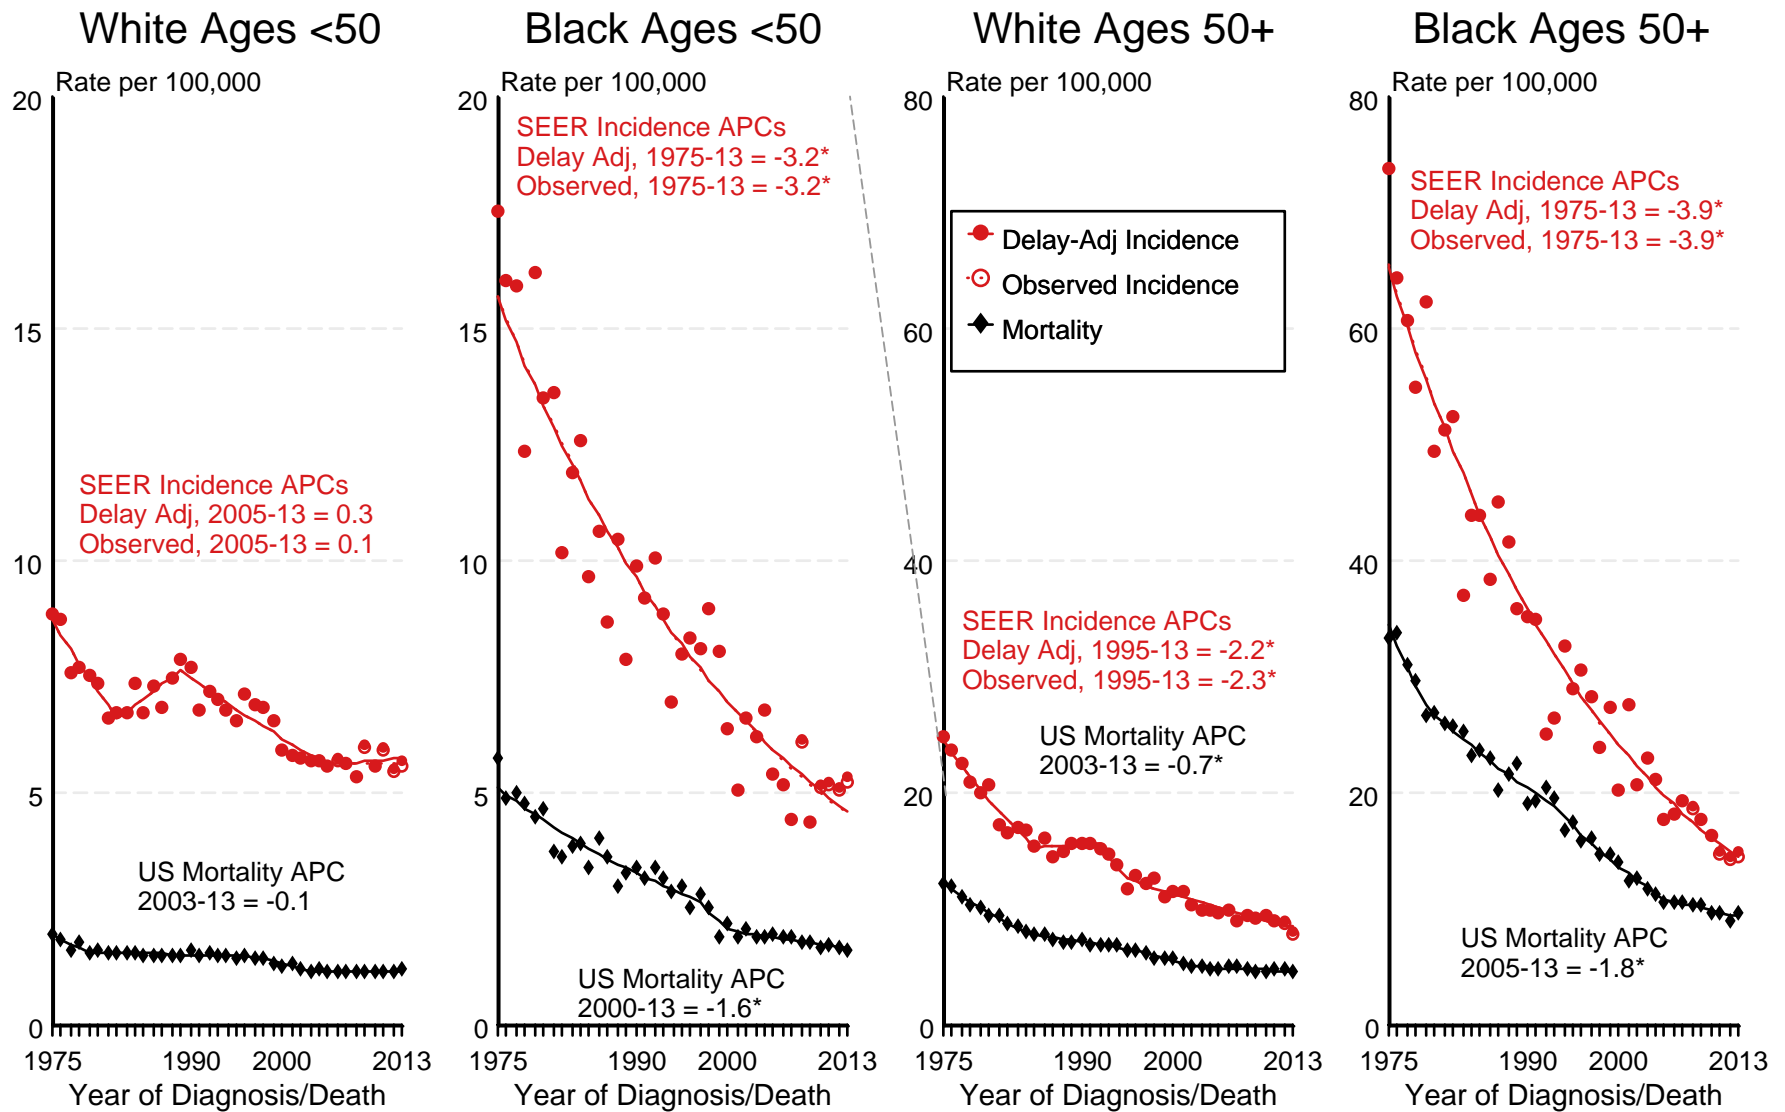 White Ages <50
Rate per 100,000
20
15
10
5
0
SEER Incidence APCs
Delay Adj, 2005-13 = 0.3
Observed, 2005-13 = 0.1
US Mortality APC
2003-13 = -0.1
1975
1990
2000
2013
Year of Diagnosis/Death
Black Ages <50
Rate per 100,000
20
15
10
5
0
SEER Incidence APCs
Delay Adj, 1975-13 = -3.2*
Observed, 1975-13 = -3.2*
US Mortality APC
2000-13 = -1.6*
1975
1990
2000
2013
Year of Diagnosis/Death
White Ages 50+
Rate per 100,000
80
60
40
20
0
Delay-Adj Incidence
Observed Incidence
Mortality
SEER Incidence APCs
Delay Adj, 1995-13 = -2.2*
Observed, 1995-13 = -2.3*
US Mortality APC
2003-13 = -0.7*
1975
1990
2000
2013
Year of Diagnosis/Death
Black Ages 50+
Rate per 100,000
80
60
40
20
0
SEER Incidence APCs
Delay Adj, 1975-13 = -3.9*
Observed, 1975-13 = -3.9*
US Mortality APC
2005-13 = -1.8*
1975
1990
2000
2013
Year of Diagnosis/Death